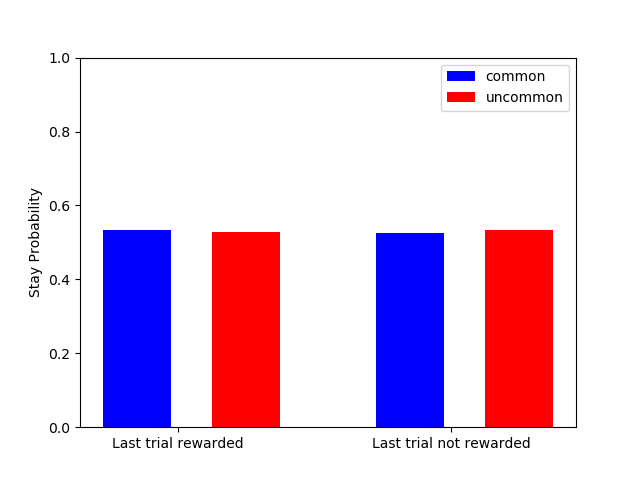 1.0
0.8
0.6
0.4
0.2
0.0
Stay Probability
common
uncommon
Last trial rewarded
Last trial not rewarded